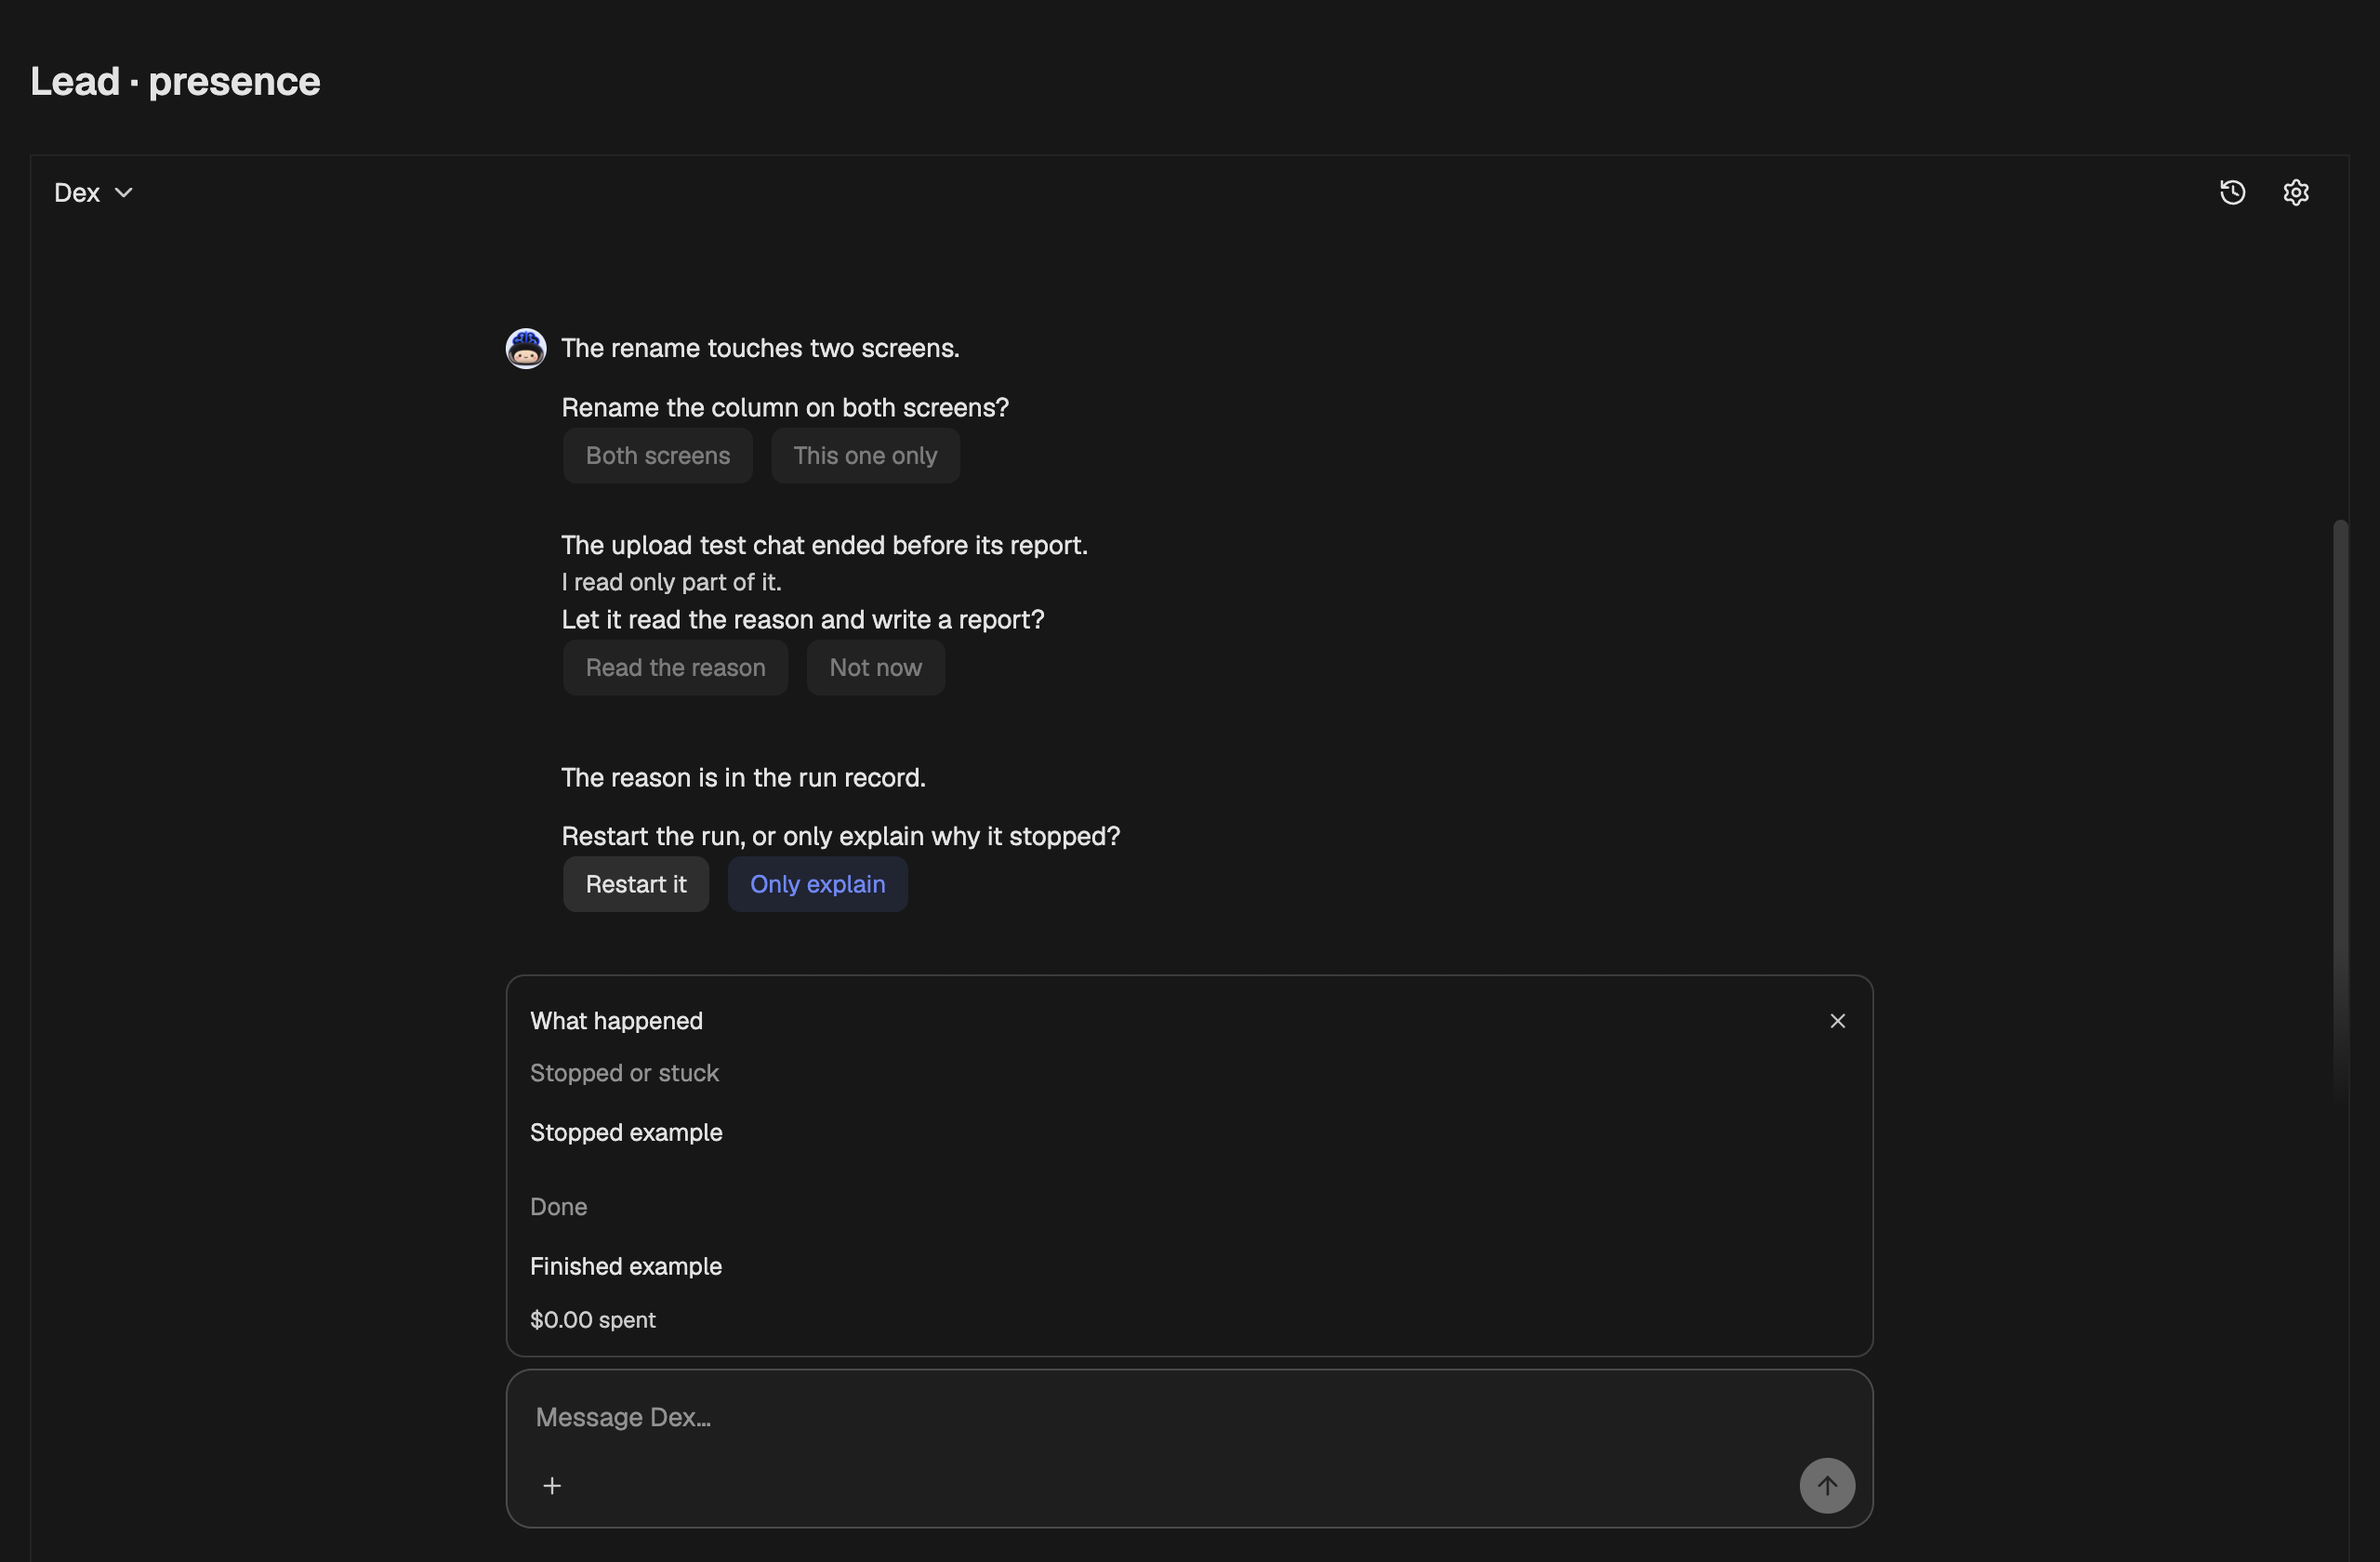 Lead · presence
Dex
The rename touches two screens.
Rename the column on both screens?
Both screens This one only
The upload test chat ended before its report.
I read only part of it.
Let it read the reason and write a report?
Read the reason Not now
The reason is in the run record.
Restart the run, or only explain why it stopped?
Restart it Only explain
What happened
Stopped or stuck
Stopped example
Done
Finished example
$0.00 spent
Message Dex...